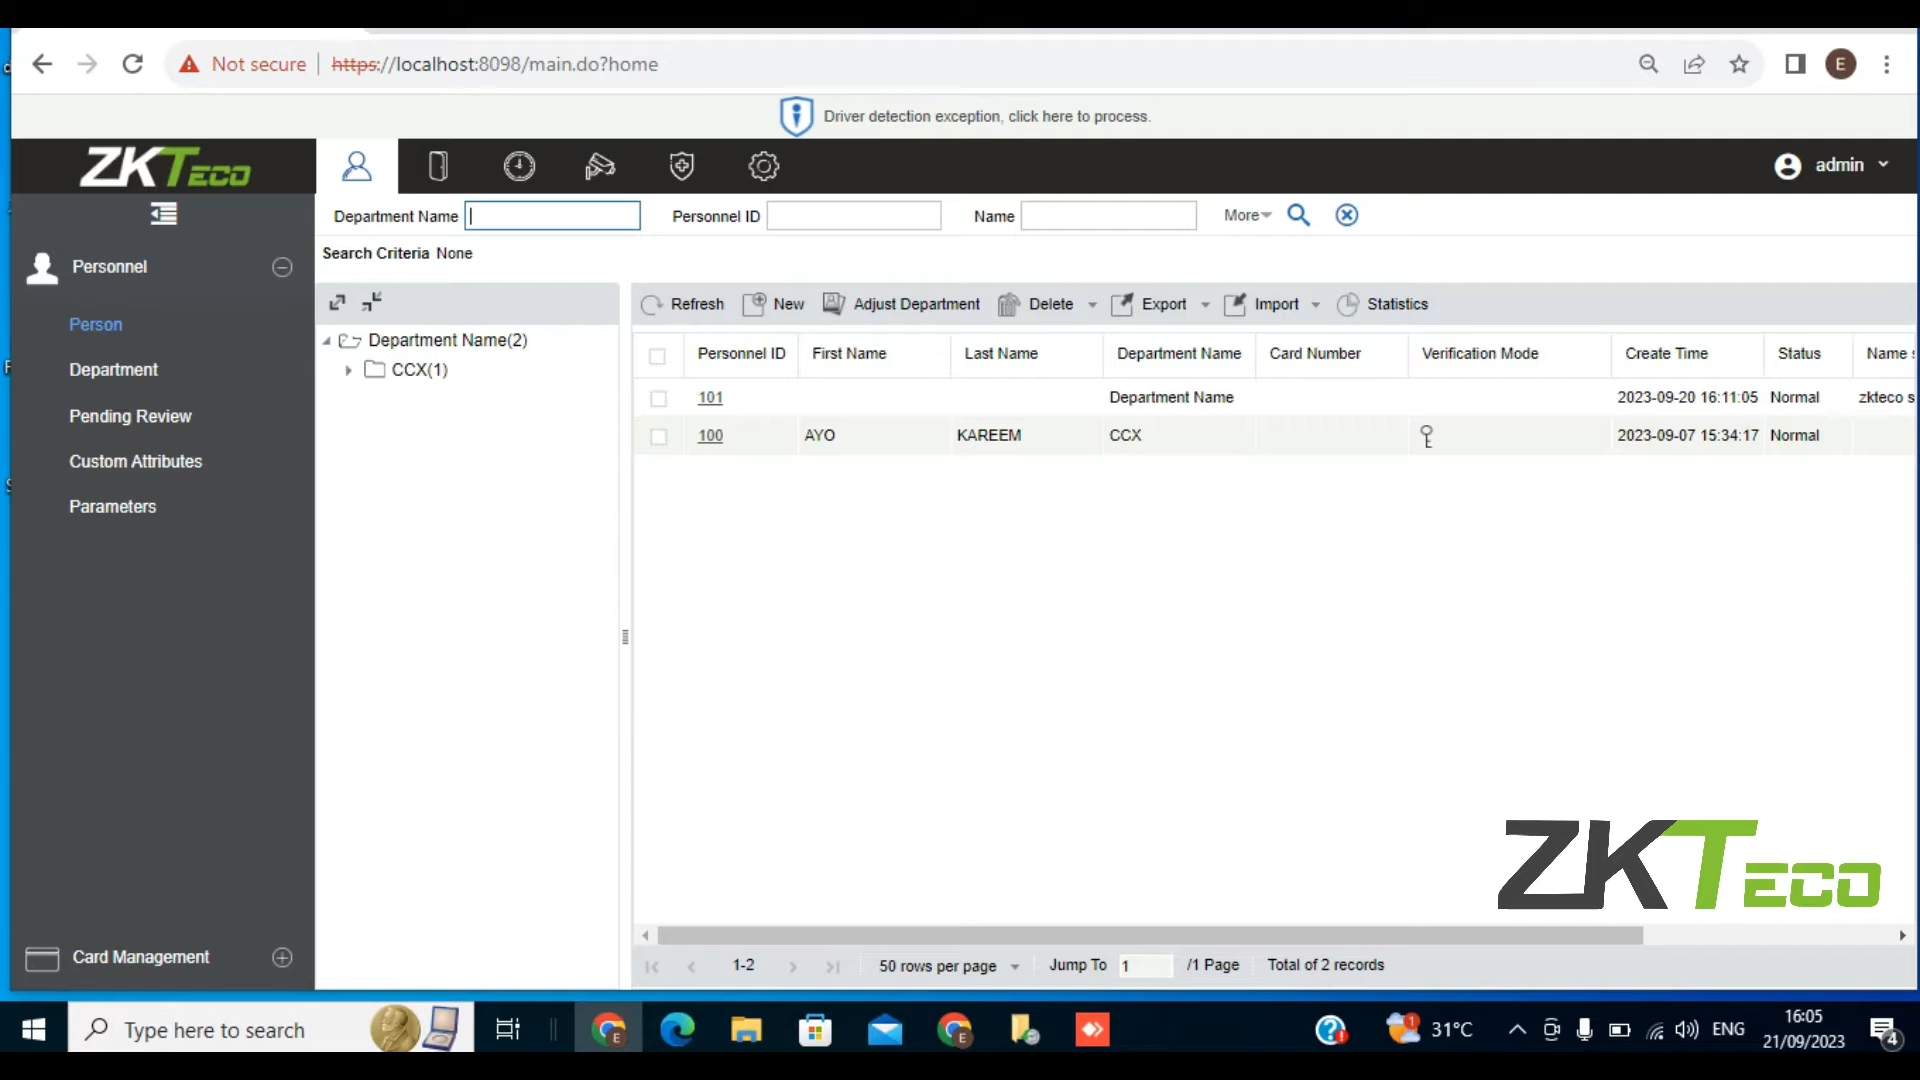 Not secure https://localhost:8098/main.do?home E
Driver detection exception, click here to process.
ZKTeco admin
Department Name Personnel ID Name More
Search Criteria None
Personnel
Person
Department
Pending Review
Custom Attributes
Parameters
Card Management
Department Name(2)
CCX(1)
Refresh New Adjust Department Delete Export Import Statistics
Personnel ID First Name Last Name Department Name Card Number Verification Mode Create Time Status Name
101 Department Name 2023-09-20 16:11:05 Normal zkteco s
100 AYO KAREEM CCX 2023-09-07 15:34:17 Normal
ZKTeco
1-2 50 rows per page Jump To 1 /1 Page Total of 2 records
Type here to search E E 1 31°C ENG 16:05
21/09/2023 4